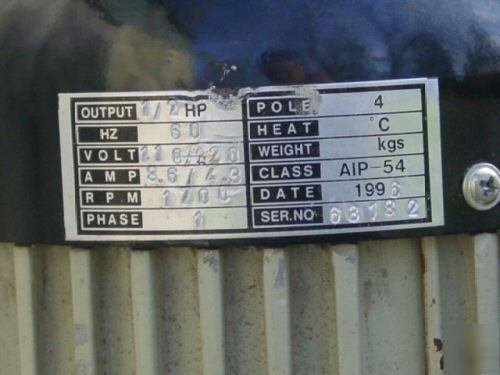 OUTPUT 1/2 HP POLE 4
HZ 60 HEAT °C
VOLT 110/220 WEIGHT kgs
AMP 8.6/4.3 CLASS AIP-54
RPM 1700 DATE 1996
PHASE 1 SER.NO 63182